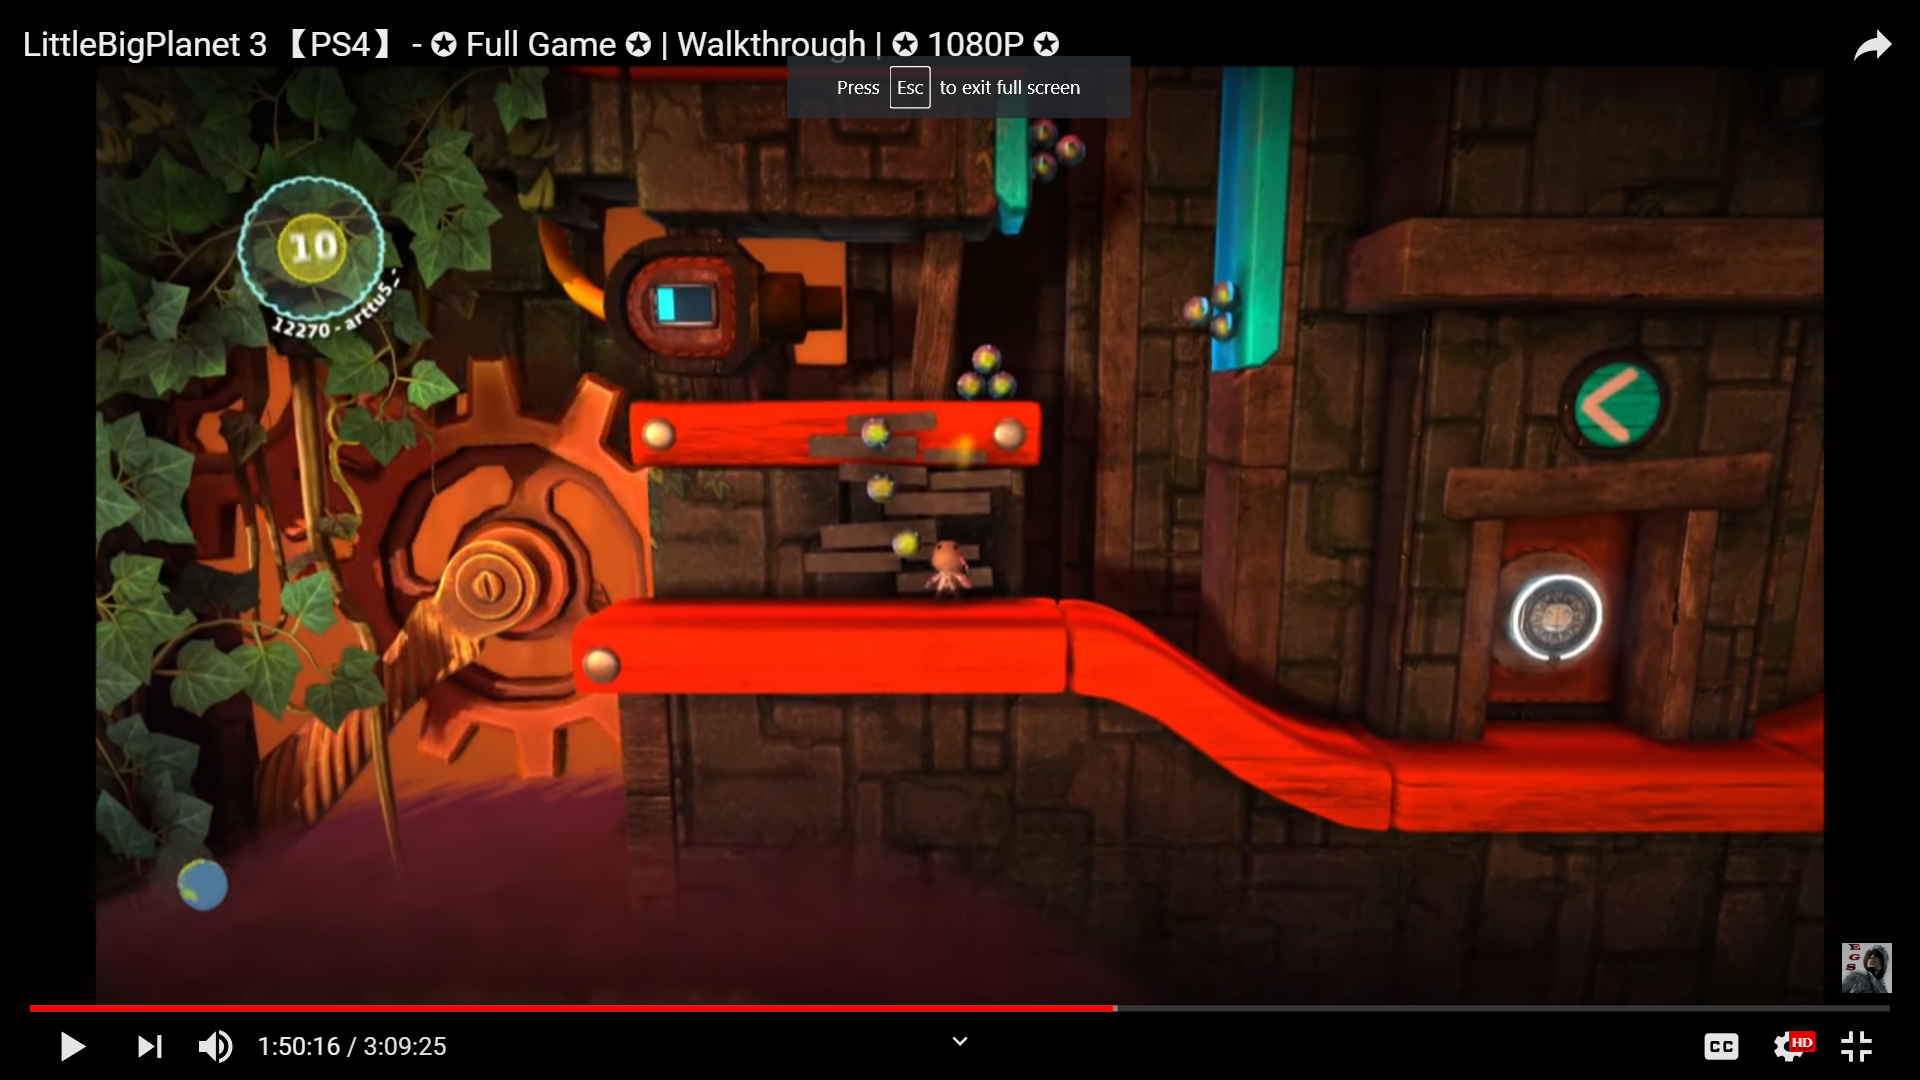 LittleBigPlanet 3 【PS4】 - ✪ Full Game ✪ | Walkthrough | ✪ 1080P ✪
Press Esc to exit full screen
10
12270 - arttu5_-
EGS
1:50:16 / 3:09:25
CC
HD